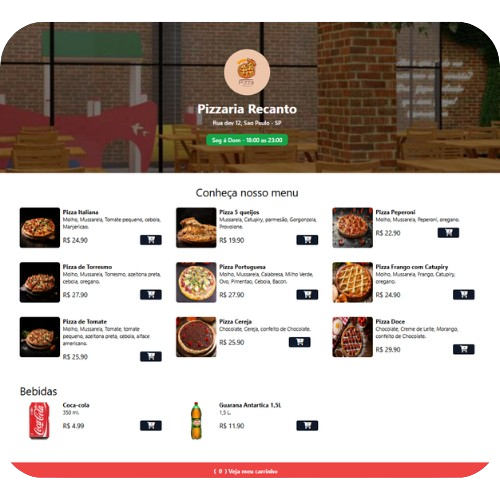 PIZZA
Pizzaria Recanto
Rua dev 12, Sao Paulo - SP
Seg á Dom - 18:00 as 23:00
Conheça nosso menu
Pizza Italiana
Molho, Mussarela, Tomate pequeno, cebola,
Manjericao.
R$ 24.90
Pizza 5 queijos
Mussarela, Catupiry, parmesão, Gorgonzola,
Provolone.
R$ 19.90
Pizza Peperoni
Molho, Mussarela, Peperoni, oregano.
R$ 22.90
Pizza de Torresmo
Molho, Mussarela, Torresmo, azeitona preta,
cebola, oregano.
R$ 27.90
Pizza Portoguesa
Molho, Mussarela, Calabresa, Milho Verde,
Ovo, Pimentao, Cebola, Bacon.
R$ 27.90
Pizza Frango com Catupiry
Molho, Mussarela, Frango, Catupiry,
oregano.
R$ 24.90
Pizza de Tomate
Molho, Mussarela, Tomate, tomate
pequeno, azeitona preta, cebola, alface
americano.
R$ 25.90
Pizza Cereja
Chocolate, Cereja, confeito de Chocolate.
R$ 25.90
Pizza Doce
Chocolate, Creme de Leite, Morango,
confeito de Chocolate.
R$ 29.90
Bebidas
Coca-Cola
Coca-cola
350 ml.
R$ 4.99
Guarana Antartica 1,5L
1,5 L.
R$ 11.90
( 0 ) Veja meu carrinho